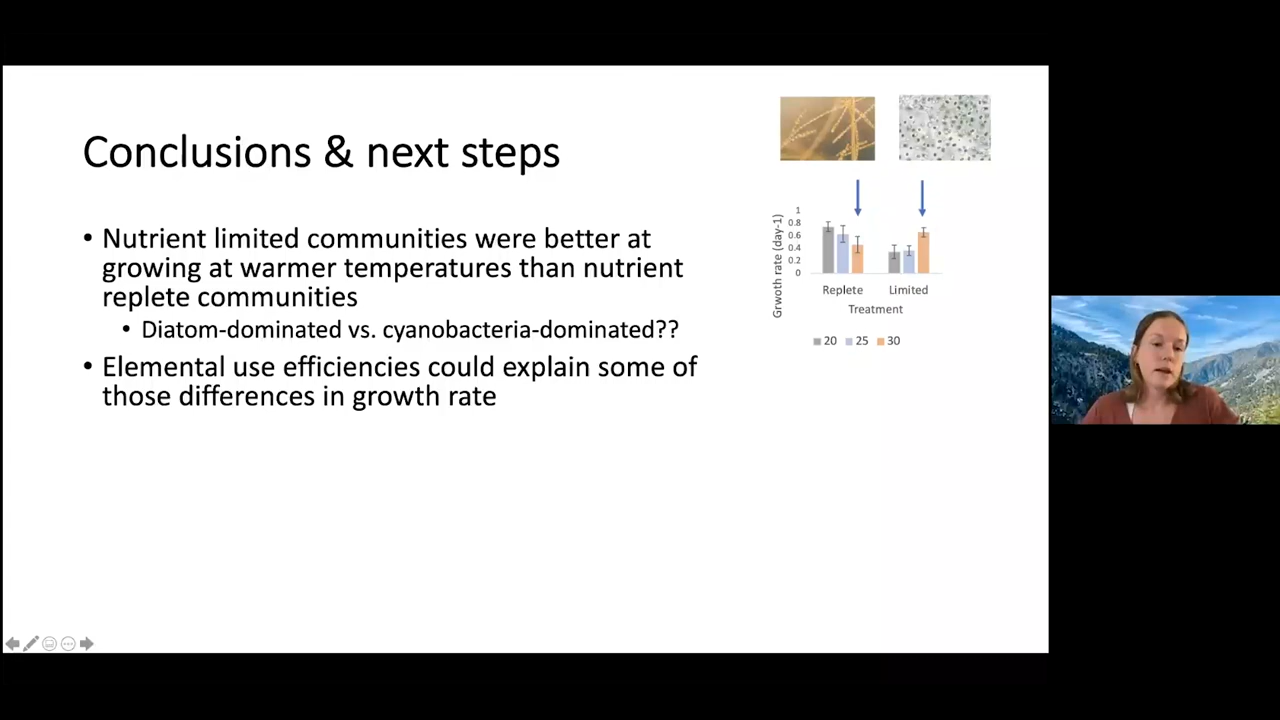 Conclusions & next steps
• Nutrient limited communities were better at
growing at warmer temperatures than nutrient
replete communities
• Diatom-dominated vs. cyanobacteria-dominated??
• Elemental use efficiencies could explain some of
those differences in growth rate
Grwoth rate (day-1)
1
0.8
0.6
0.4
0.2
0
Replete Limited
Treatment
20 25 30